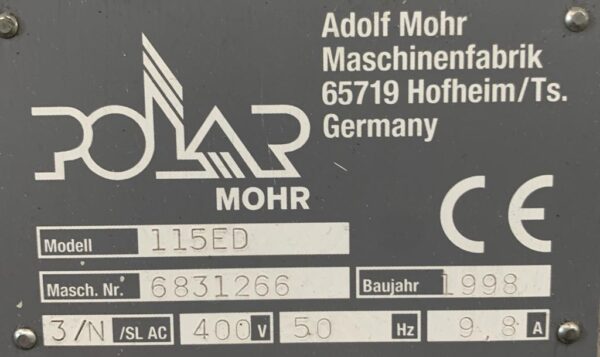 Adolf Mohr
Maschinenfabrik
65719 Hofheim/Ts.
Germany
POLAR
MOHR
CE
Modell 115ED
Masch. Nr. 6831266 Baujahr 1998
3/N /SL AC 400 V 50 Hz 9,8 A